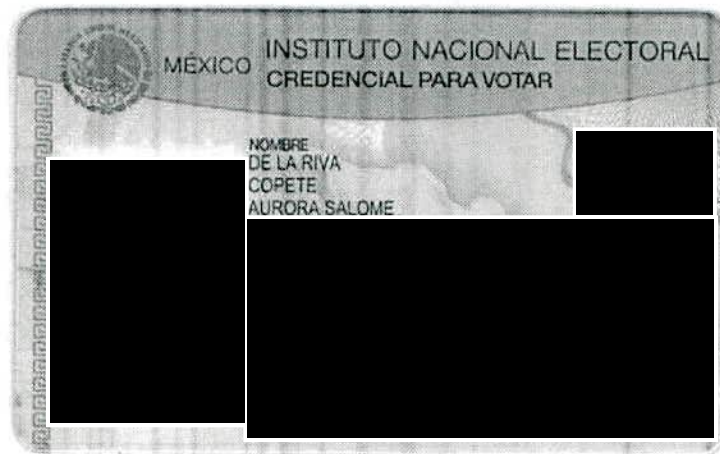 MÉXICO INSTITUTO NACIONAL ELECTORAL
CREDENCIAL PARA VOTAR
NOMBRE
DE LA RIVA
COPETE
AURORA SALOME